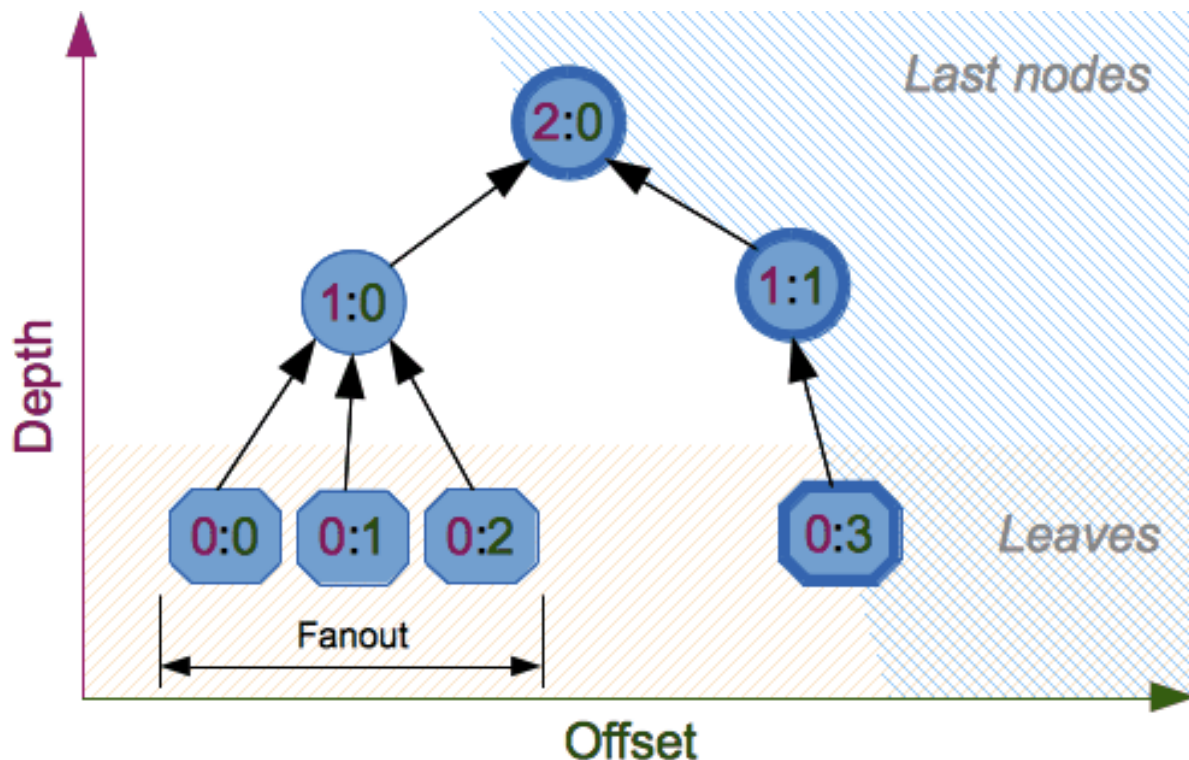 Last nodes
2:0
1:0
1:1
Depth
0:0 0:1 0:2 0:3
Leaves
Fanout
Offset